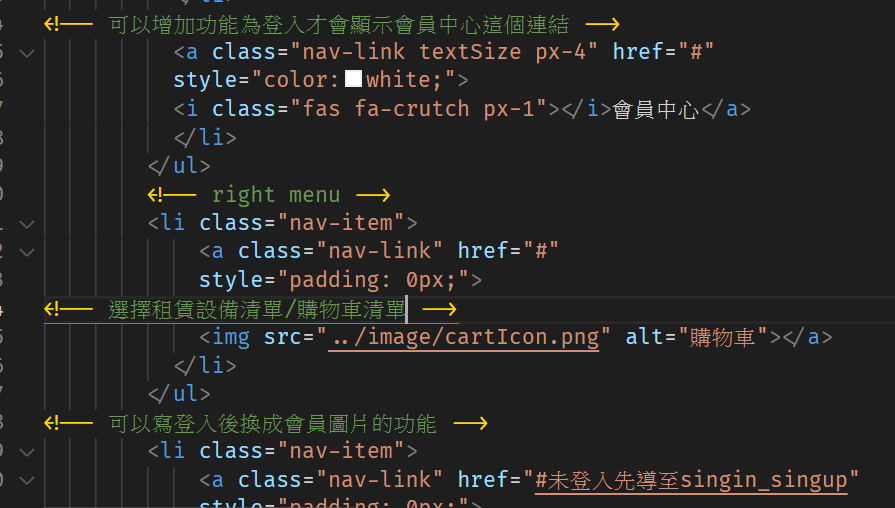 </li>
<!-- 可以增加功能為登入才會顯示會員中心這個連結 -->
<a class="nav-link textSize px-4" href="#"
style="color: white;">
<i class="fas fa-crutch px-1"></i>會員中心</a>
</li>
</ul>
<!-- right menu -->
<li class="nav-item">
<a class="nav-link" href="#"
style="padding: 0px;">
<!-- 選擇租賃設備清單/購物車清單 -->
<img src="../image/cartIcon.png" alt="購物車"></a>
</li>
</ul>
<!-- 可以寫登入後換成會員圖片的功能 -->
<li class="nav-item">
<a class="nav-link" href="#未登入先導至singin_singup"
style="padding: 0px;">